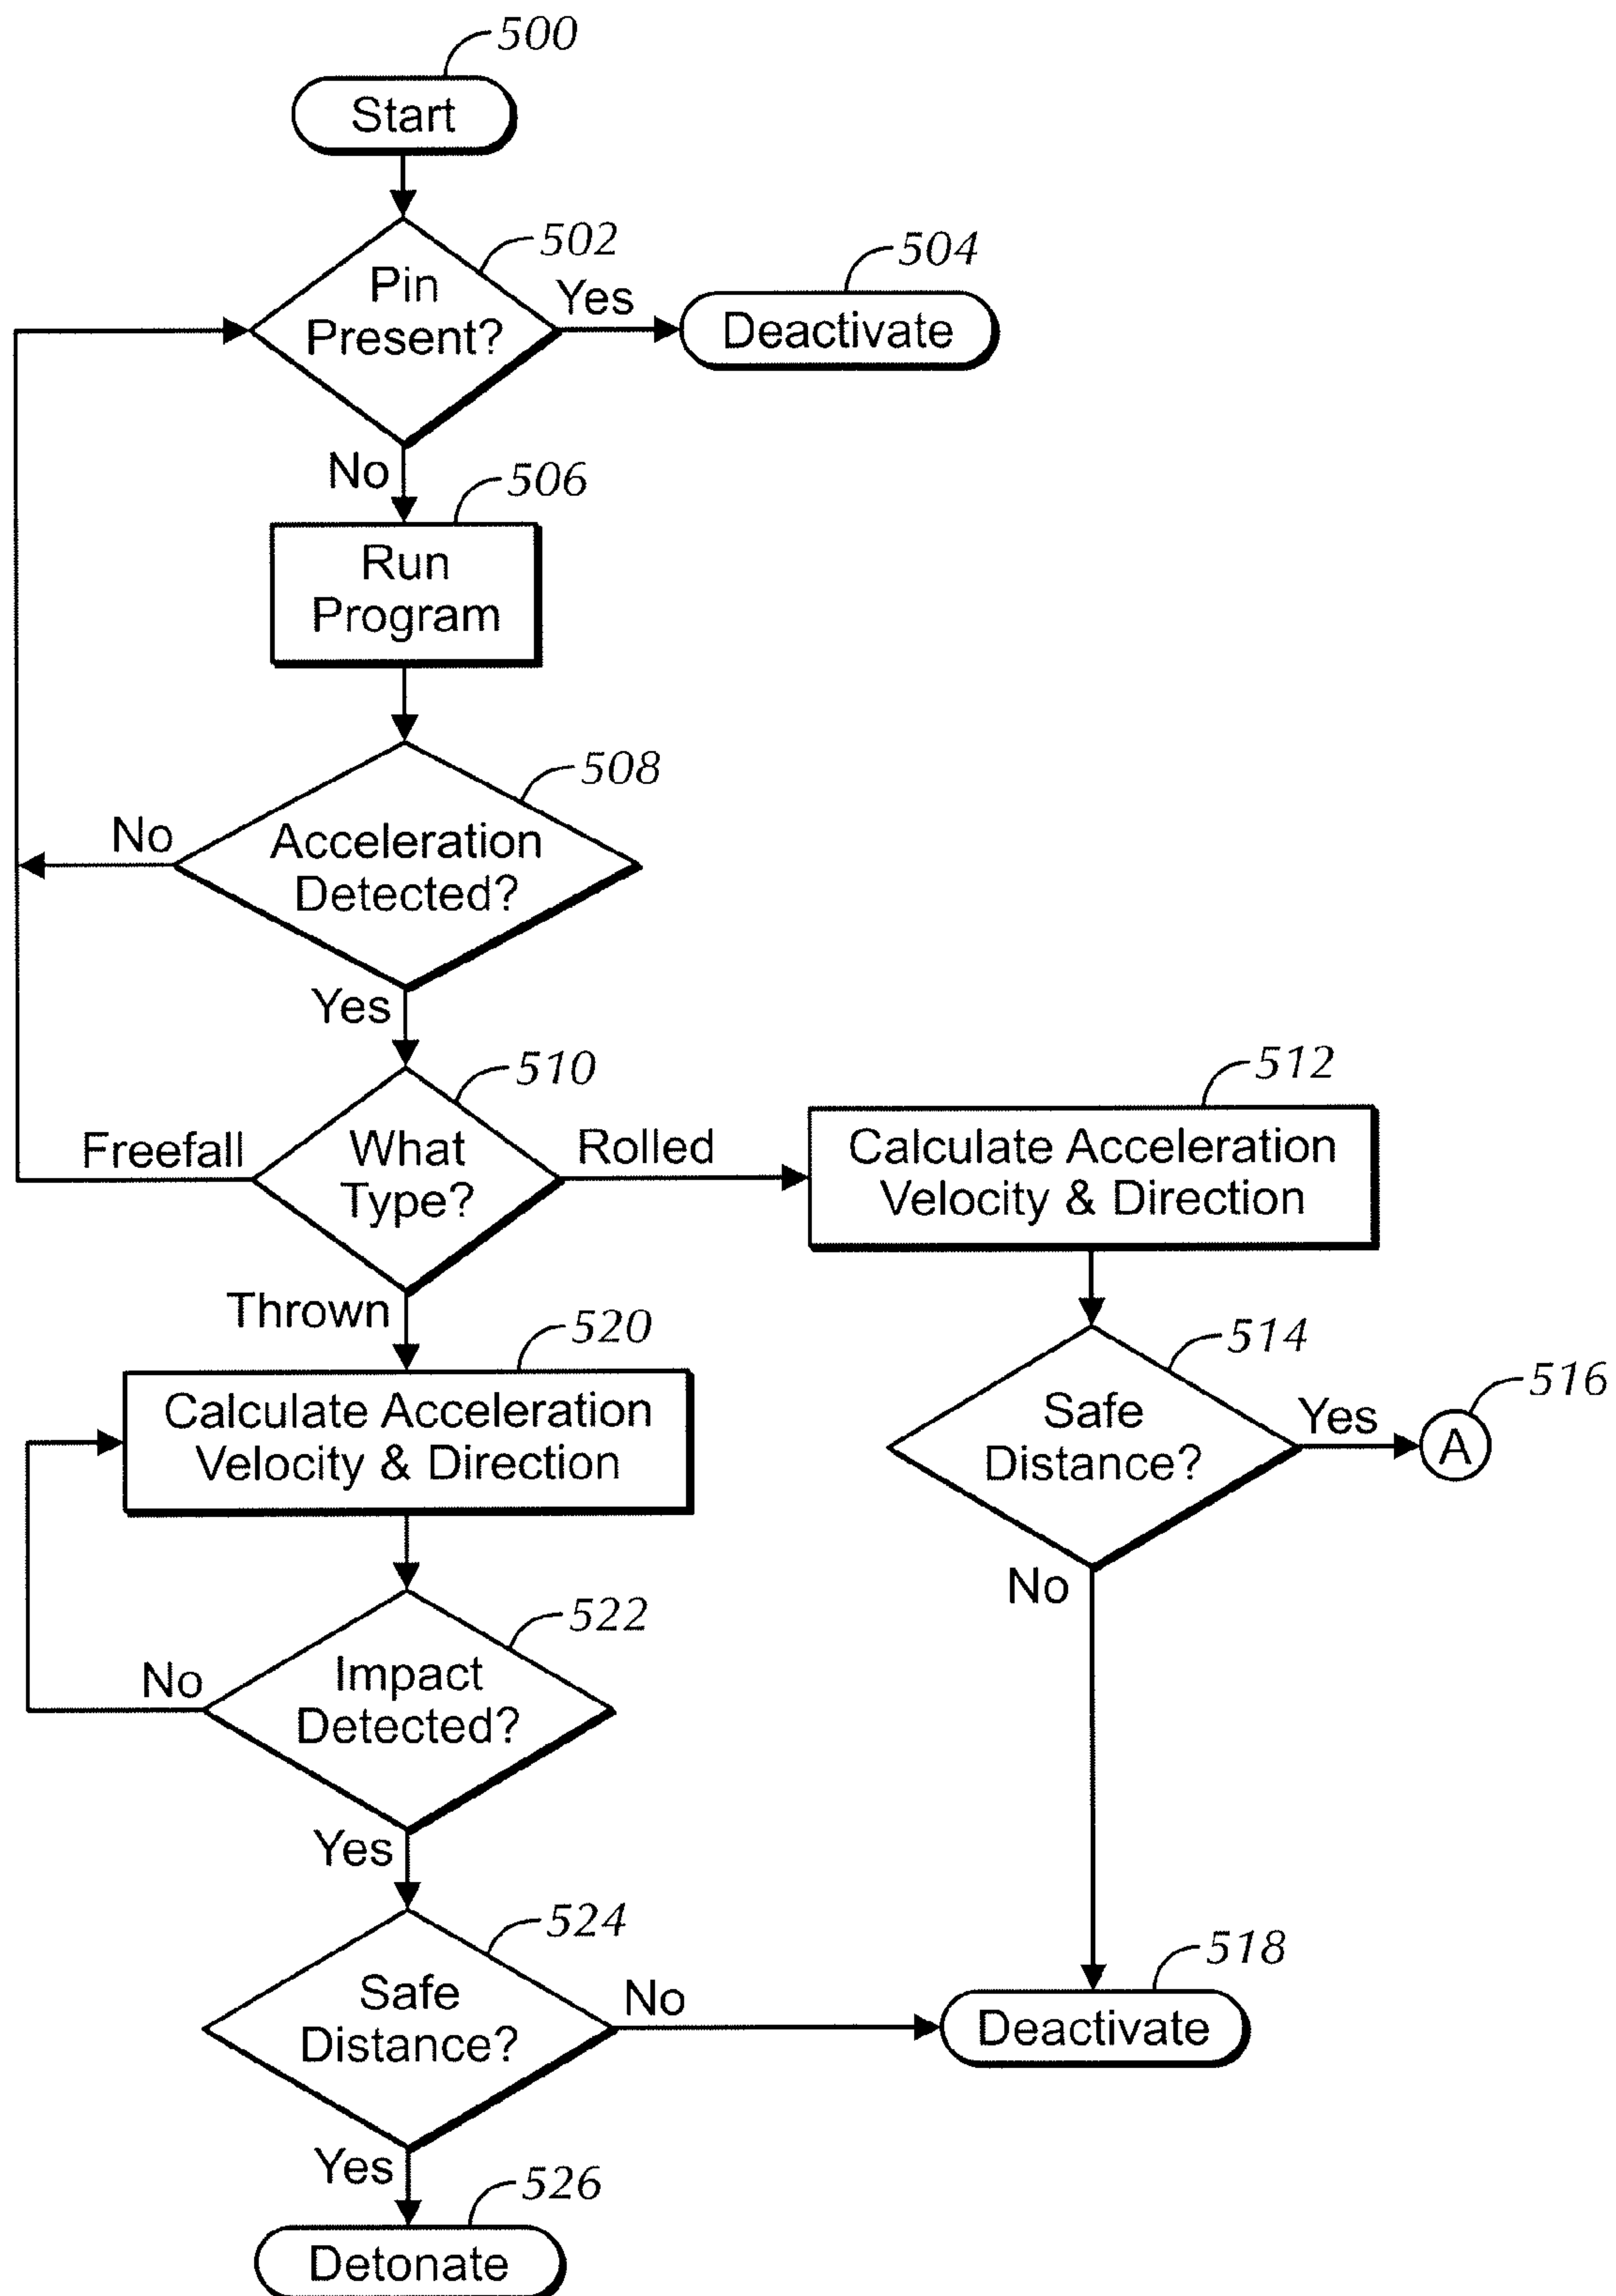 500
Start
502
Pin
Present?
Yes
504
Deactivate
No
506
Run
Program
508
Acceleration
Detected?
No
Yes
510
What
Type?
Freefall
Rolled
512
Calculate Acceleration
Velocity & Direction
Thrown
514
Safe
Distance?
Yes
516
A
No
520
Calculate Acceleration
Velocity & Direction
522
Impact
Detected?
No
Yes
524
Safe
Distance?
No
518
Deactivate
Yes
526
Detonate